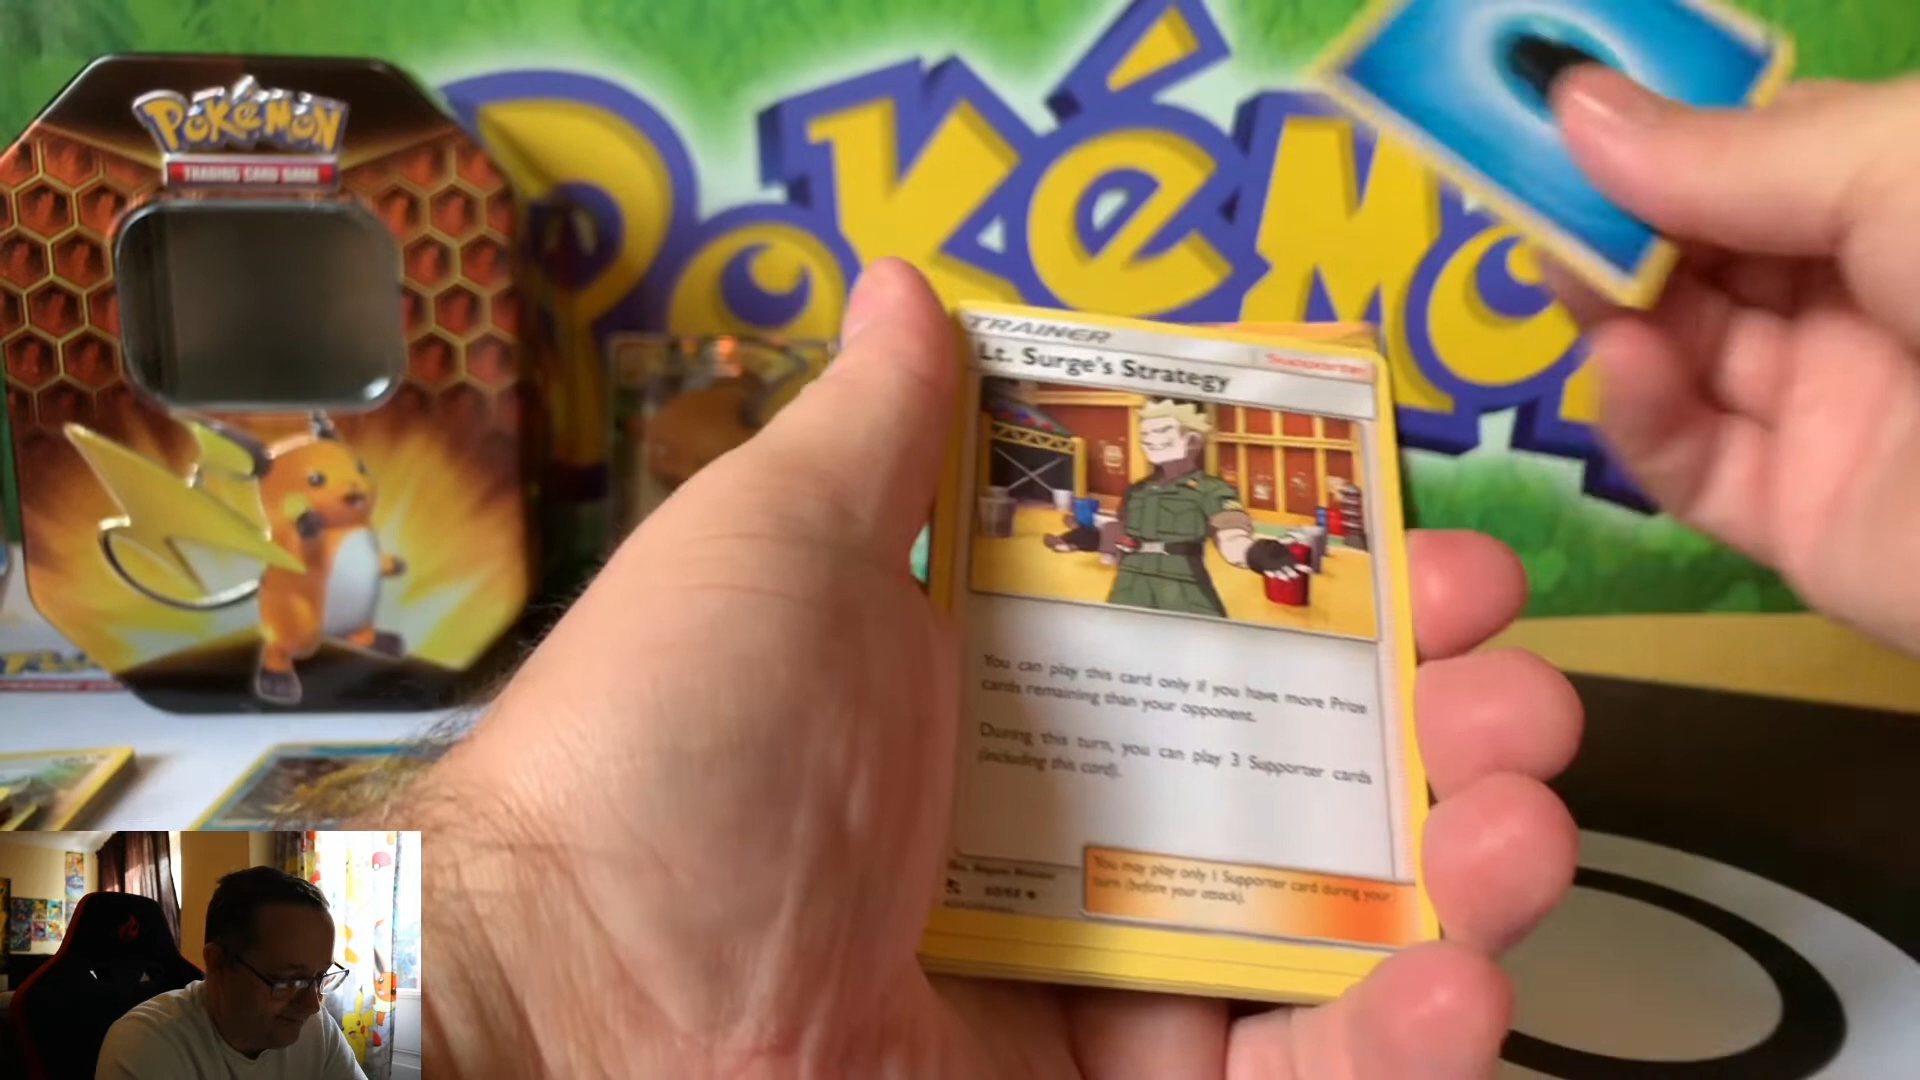 POKéMON
TRADING CARD GAME
POKéMO
TRAINER
Lt. Surge's Strategy
Supporter
You can play this card only if you have more Prize
cards remaining than your opponent.
During this turn, you can play 3 Supporter cards
(including this card).
You may play only 1 Supporter card during your
turn (before your attack).